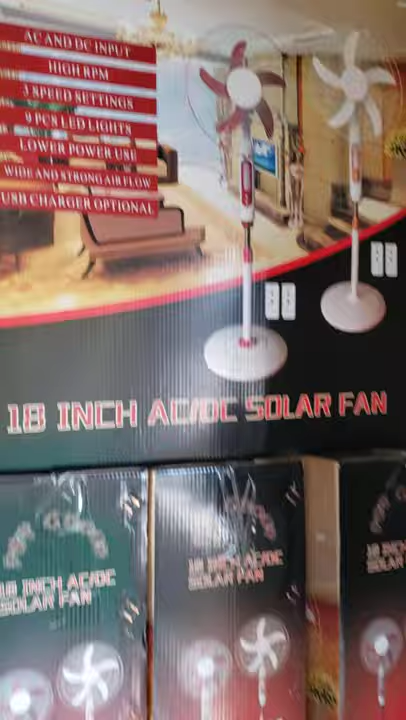 AC AND DC INPUT
HIGH RPM
3 SPEED SETTINGS
9 PCS LED LIGHTS
LOWER POWER USE
WIDE AND STRONG AIR FLOW
USB CHARGER OPTIONAL
18 INCH AC/DC SOLAR FAN
18 INCH AC/DC
SOLAR FAN
18 INCH AC/DC
SOLAR FAN